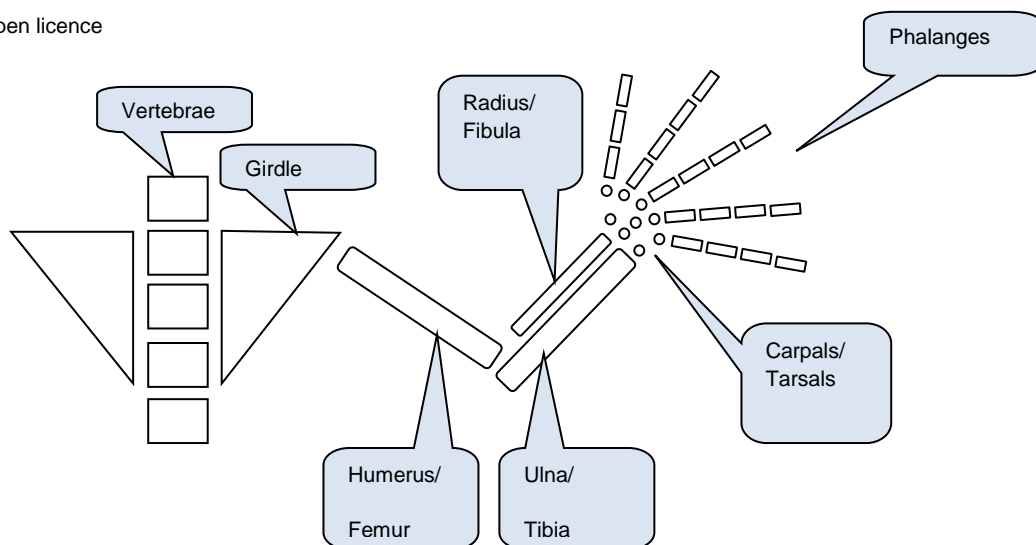 pen licence
Phalanges
Vertebrae
Radius/
Fibula
Girdle
Carpals/
Tarsals
Humerus/
Femur
Ulna/
Tibia